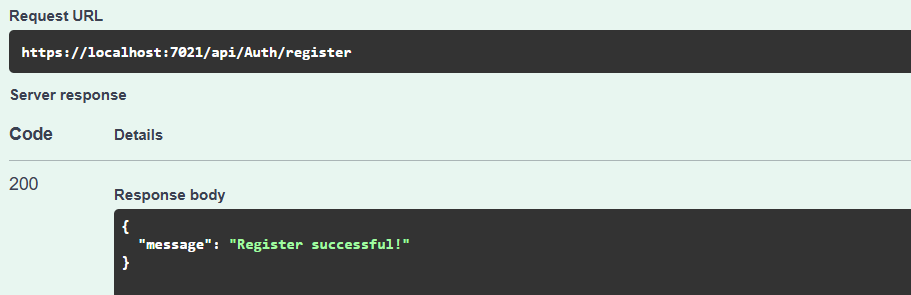 Request URL
https://localhost:7021/api/Auth/register
Server response
Code Details
200
Response body
{
"message": "Register successful!"
}